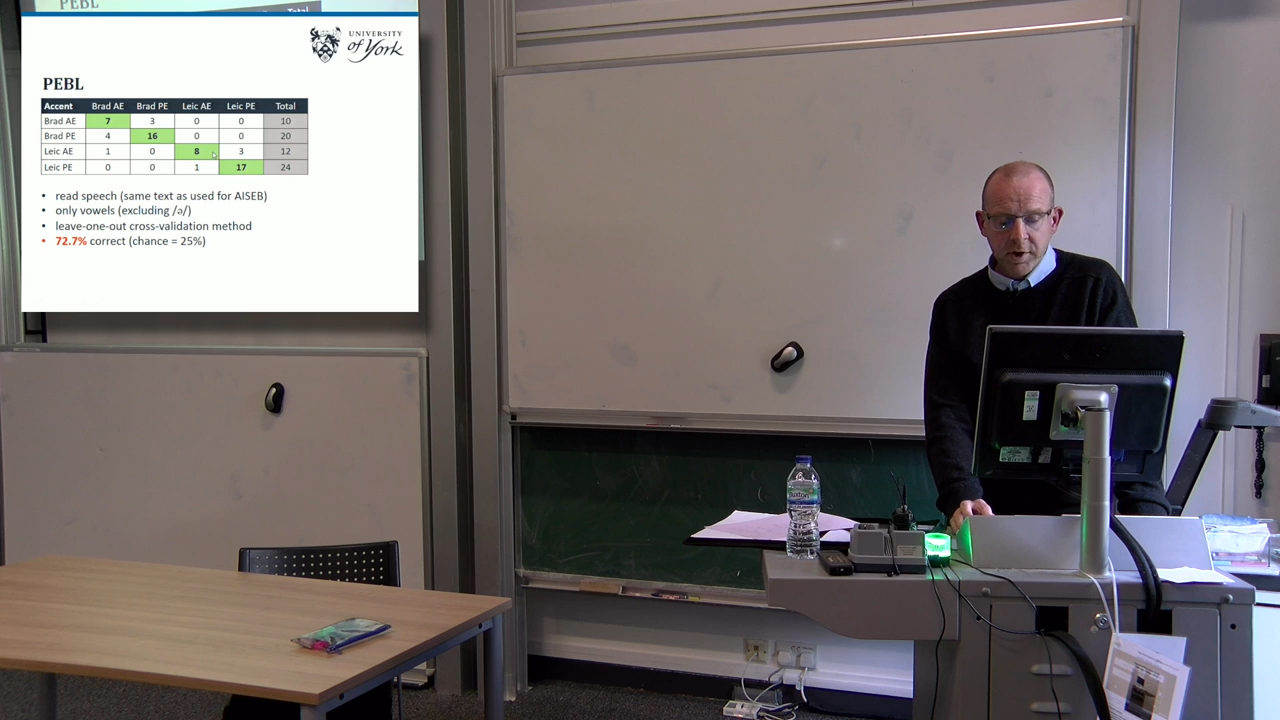 PEBL
Total
UNIVERSITY
of York
PEBL
Accent Brad AE Brad PE Leic AE Leic PE Total
Brad AE 7 3 0 0 10
Brad PE 4 16 0 0 20
Leic AE 1 0 8 3 12
Leic PE 0 0 1 17 24
• read speech (same text as used for AISEB)
• only vowels (excluding /ə/)
• leave-one-out cross-validation method
• 72.7% correct (chance = 25%)
Buxton